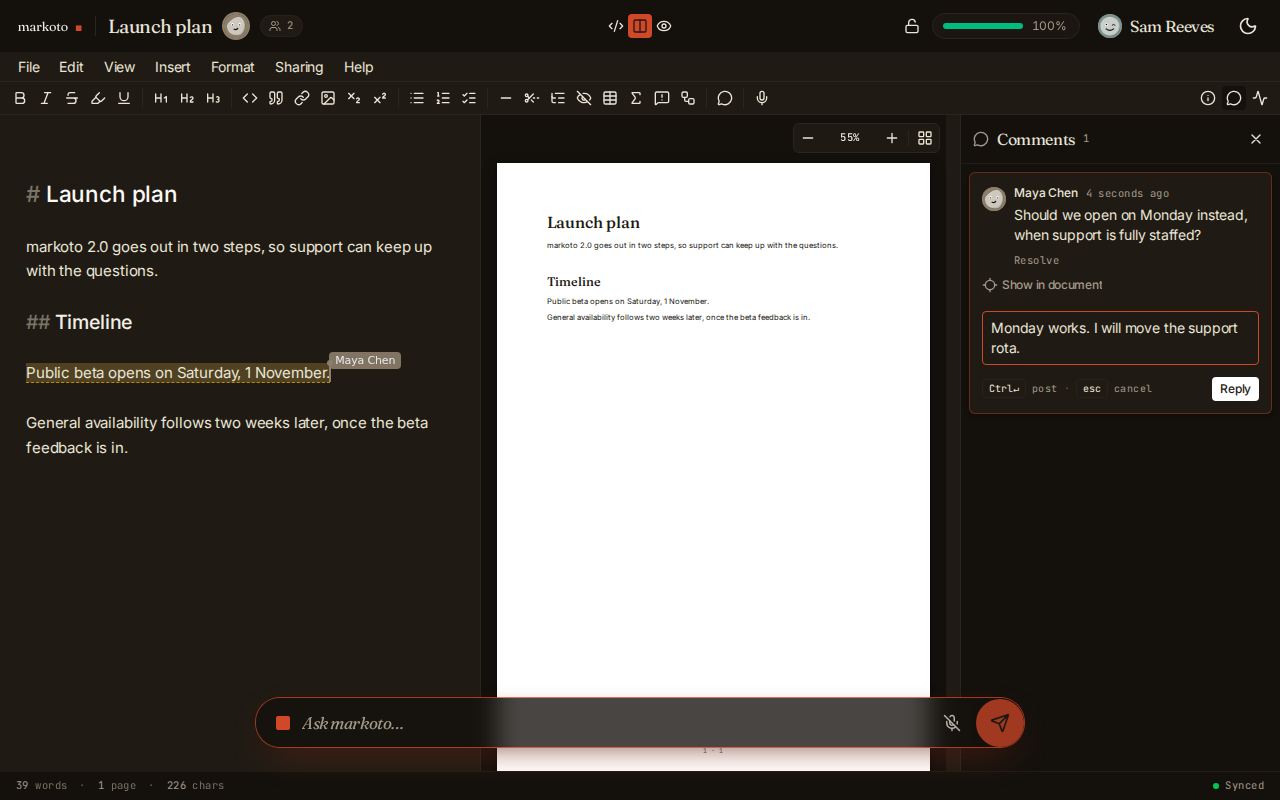 markoto
Launch plan
2
100%
Sam Reeves
File Edit View Insert Format Sharing Help
H1 H2 H3
55%
Comments 1
# Launch plan
markoto 2.0 goes out in two steps, so support can keep up
with the questions.
## Timeline
Maya Chen
Public beta opens on Saturday, 1 November.
General availability follows two weeks later, once the beta
feedback is in.
Launch plan
markoto 2.0 goes out in two steps, so support can keep up with the questions.
Timeline
Public beta opens on Saturday, 1 November.
General availability follows two weeks later, once the beta feedback is in.
1 - 1
Maya Chen 4 seconds ago
Should we open on Monday instead,
when support is fully staffed?
Resolve
Show in document
Monday works. I will move the support
rota.
Ctrl↵ post · esc cancel
Reply
Ask markoto...
39 words · 1 page · 226 chars
Synced